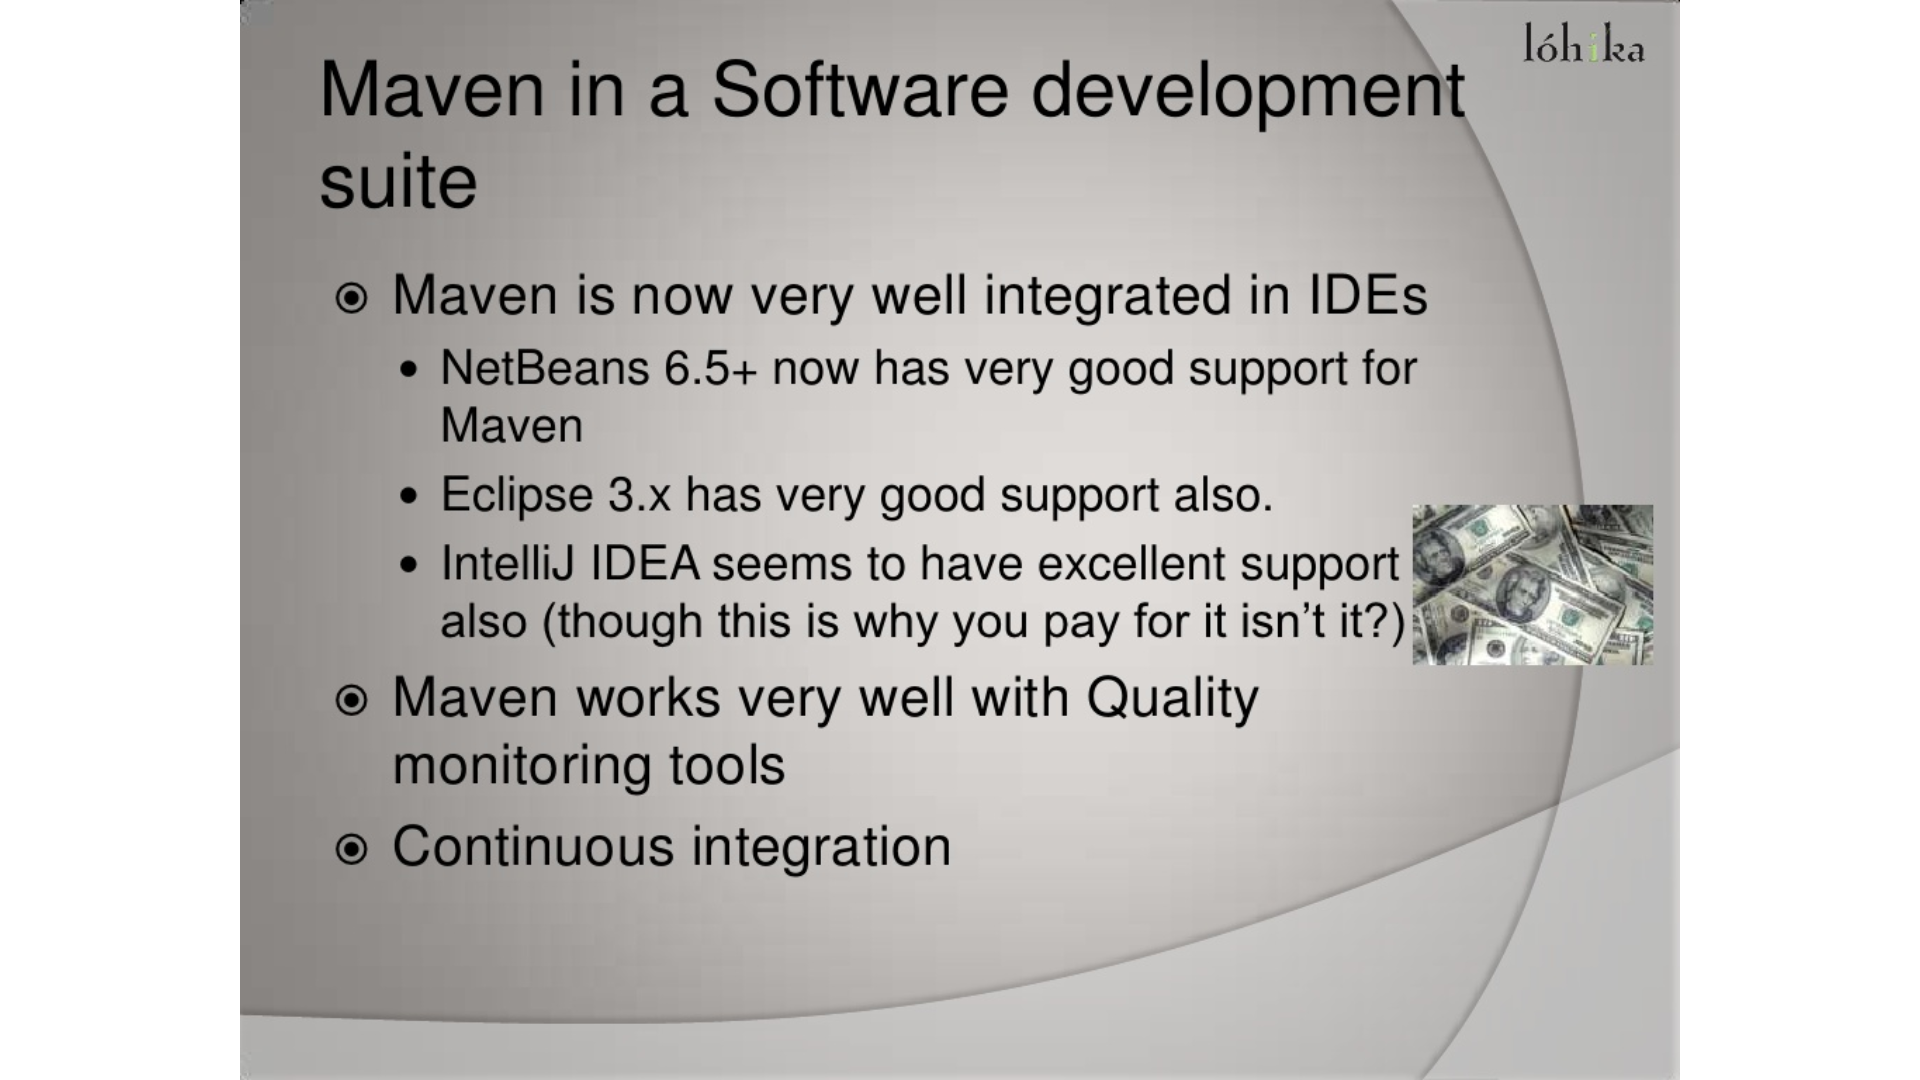 lóhika
Maven in a Software development
suite
Maven is now very well integrated in IDEs
NetBeans 6.5+ now has very good support for
Maven
Eclipse 3.x has very good support also.
IntelliJ IDEA seems to have excellent support
also (though this is why you pay for it isn’t it?)
Maven works very well with Quality
monitoring tools
Continuous integration